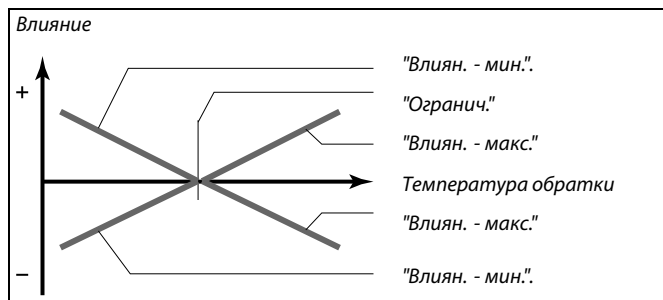 Влияние
+
"Влиян. - мин.".
"Огранич."
"Влиян. - макс."
Температура обратки
"Влиян. - макс."
–
"Влиян. - мин.".